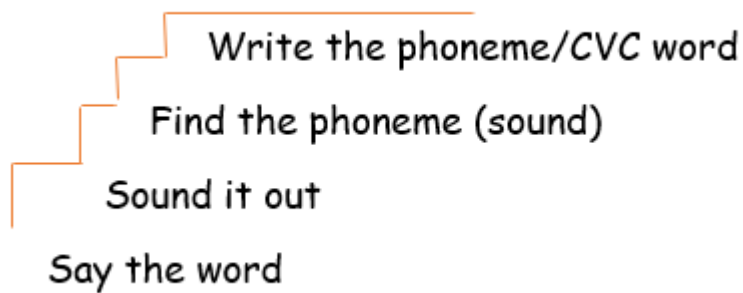 Write the phoneme/CVC word
Find the phoneme (sound)
Sound it out
Say the word